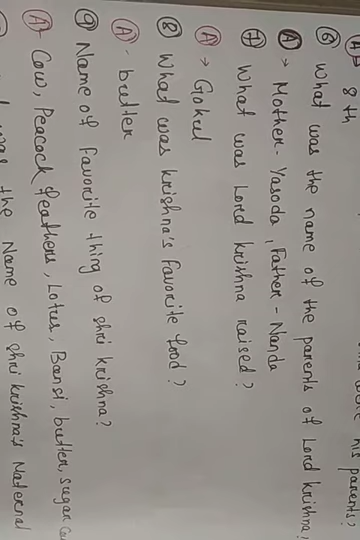 his parents?
(A) 8th
⑥ What was the name of the parents of Lord krishna?
(A) → Mother - Yasoda, Father - Nanda
⑦ What was Lord krishna raised?
(A) → Gokul
⑧ What was krishna's favorite food?
(A) - butter
⑨ Name of favorite thing of shri krishna?
(A) - Cow, Peacock feathers, Lotus, Bansi, butter, sugar
was the Name of shri krishna's Maternal